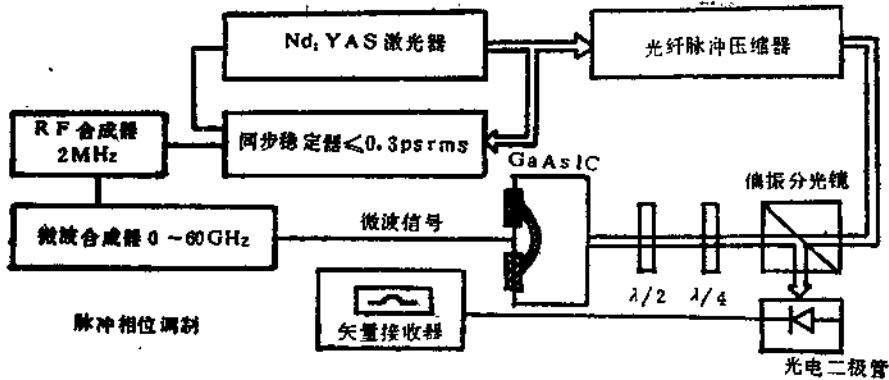 Nd: YAS 激光器
光纤脉冲压缩器
RF 合成器
2MHz
同步稳定器≤0.3psrms
GaAsIC
偏振分光镜
微波合成器 0～60GHz
微波信号
λ/2
λ/4
矢量接收器
脉冲相位调制
光电二极管